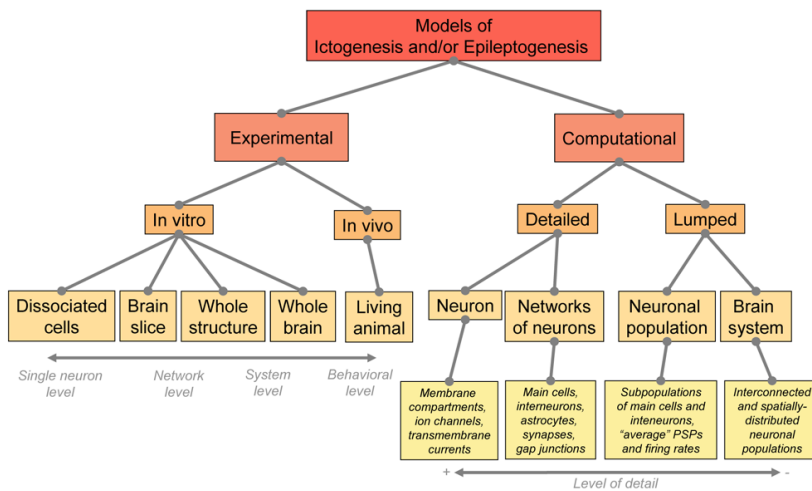 Models of
Ictogenesis and/or Epileptogenesis
Experimental
Computational
In vitro
In vivo
Detailed
Lumped
Dissociated
cells
Brain
slice
Whole
structure
Whole
brain
Living
animal
Neuron
Networks
of neurons
Neuronal
population
Brain
system
Single neuron
level
Network
level
System
level
Behavioral
level
Membrane
compartments,
ion channels,
transmembrane
currents
Main cells,
interneurons,
astrocytes,
synapses,
gap junctions
Subpopulations
of main cells and
inteneurons,
“average” PSPs
and firing rates
Interconnected
and spatially-
distributed
neuronal
populations
+
-
Level of detail